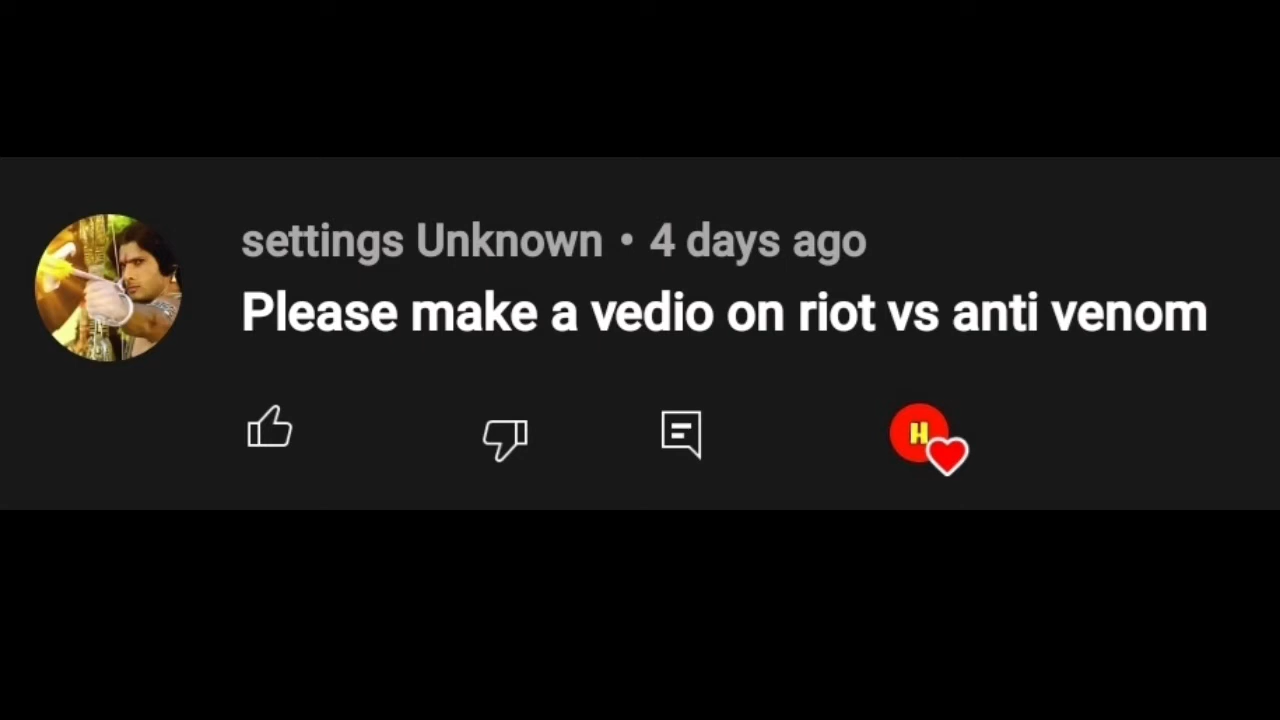 settings Unknown • 4 days ago
Please make a vedio on riot vs anti venom
H